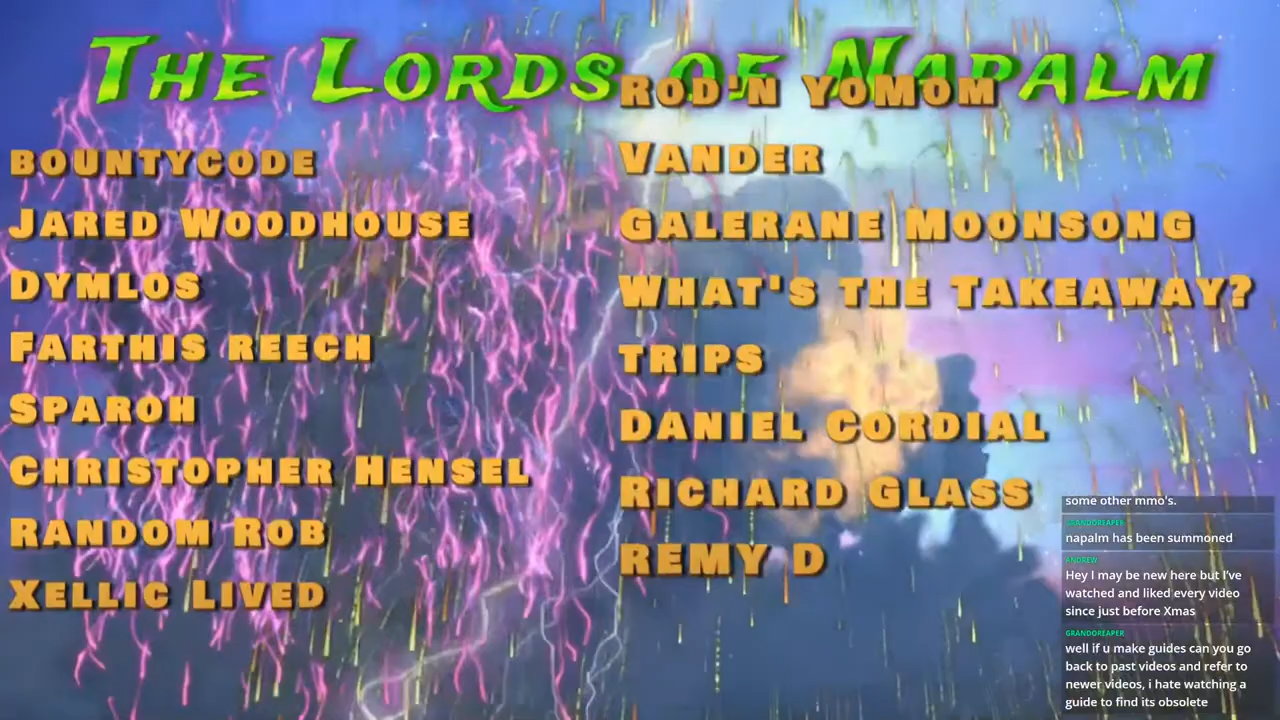 The Lords of Napalm
bountycode
Jared Woodhouse
Dymlos
Farthis reech
Sparoh
Christopher Hensel
Random Rob
Xellic Lived
Rod'n YoMom
Vander
Galerane Moonsong
What's the Takeaway?
trips
Daniel Cordial
Richard Glass
REMY D
some other mmo's.
GRANDOREAPER
napalm has been summoned
ANDREW
Hey I may be new here but I've
watched and liked every video
since just before Xmas
GRANDOREAPER
well if u make guides can you go
back to past videos and refer to
newer videos, i hate watching a
guide to find its obsolete